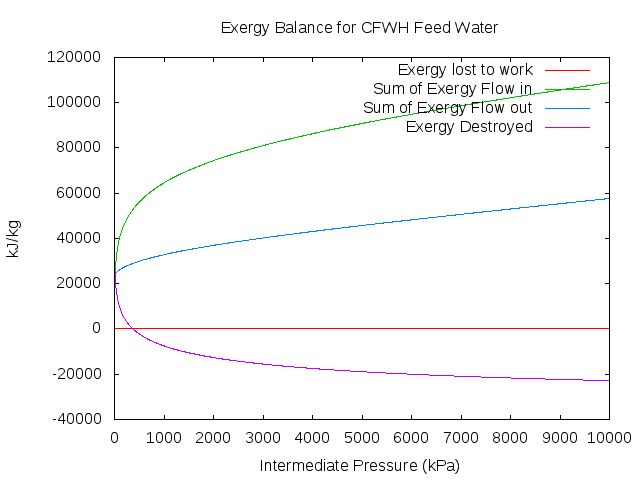 Exergy Balance for CFWH Feed Water
120000
100000
80000
60000
40000
20000
0
-20000
-40000
kJ/kg
Exergy lost to work
Sum of Exergy Flow in
Sum of Exergy Flow out
Exergy Destroyed
0 1000 2000 3000 4000 5000 6000 7000 8000 9000 10000
Intermediate Pressure (kPa)